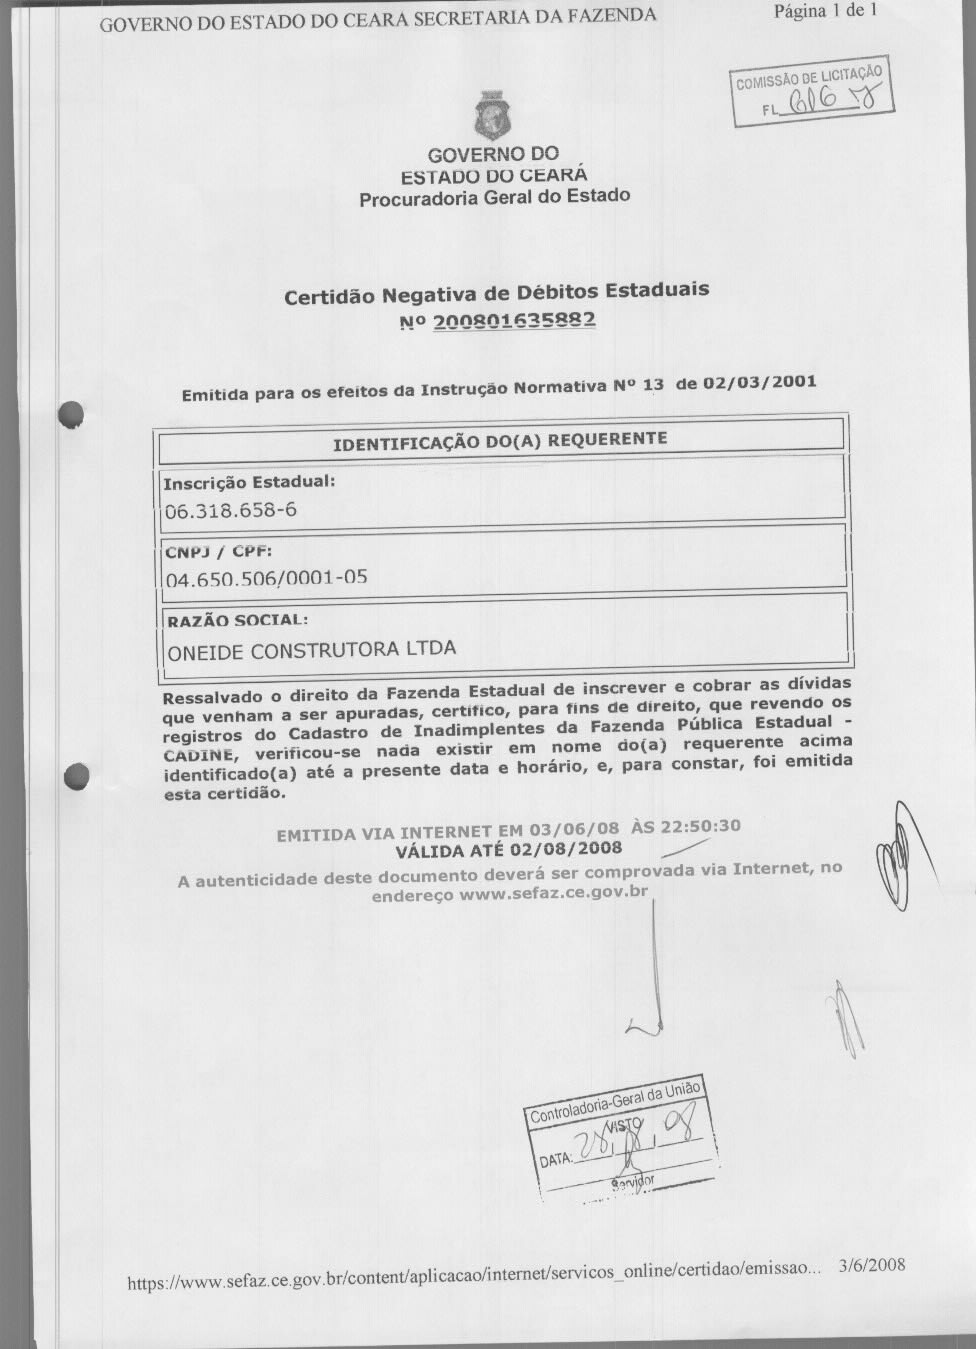 GOVERNO DO ESTADO DO CEARA SECRETARIA DA FAZENDA
Página 1 de 1
COMISSÃO DE LICITAÇÃO
FL
GOVERNO DO
ESTADO DO CEARÁ
Procuradoria Geral do Estado
Certidão Negativa de Débitos Estaduais
Nº 200801635882
Emitida para os efeitos da Instrução Normativa Nº 13 de 02/03/2001
IDENTIFICAÇÃO DO(A) REQUERENTE
Inscrição Estadual:
06.318.658-6
CNPJ / CPF:
04.650.506/0001-05
RAZÃO SOCIAL:
ONEIDE CONSTRUTORA LTDA
Ressalvado o direito da Fazenda Estadual de inscrever e cobrar as dívidas
que venham a ser apuradas, certifico, para fins de direito, que revendo os
registros do Cadastro de Inadimplentes da Fazenda Pública Estadual -
CADINE, verificou-se nada existir em nome do(a) requerente acima
identificado(a) até a presente data e horário, e, para constar, foi emitida
esta certidão.
EMITIDA VIA INTERNET EM 03/06/08 ÀS 22:50:30
VÁLIDA ATÉ 02/08/2008
A autenticidade deste documento deverá ser comprovada via Internet, no
endereço www.sefaz.ce.gov.br
Controladoria-Geral da União
VISTO
DATA: 28, 08
Servidor
https://www.sefaz.ce.gov.br/content/aplicacao/internet/servicos_online/certidao/emissao... 3/6/2008